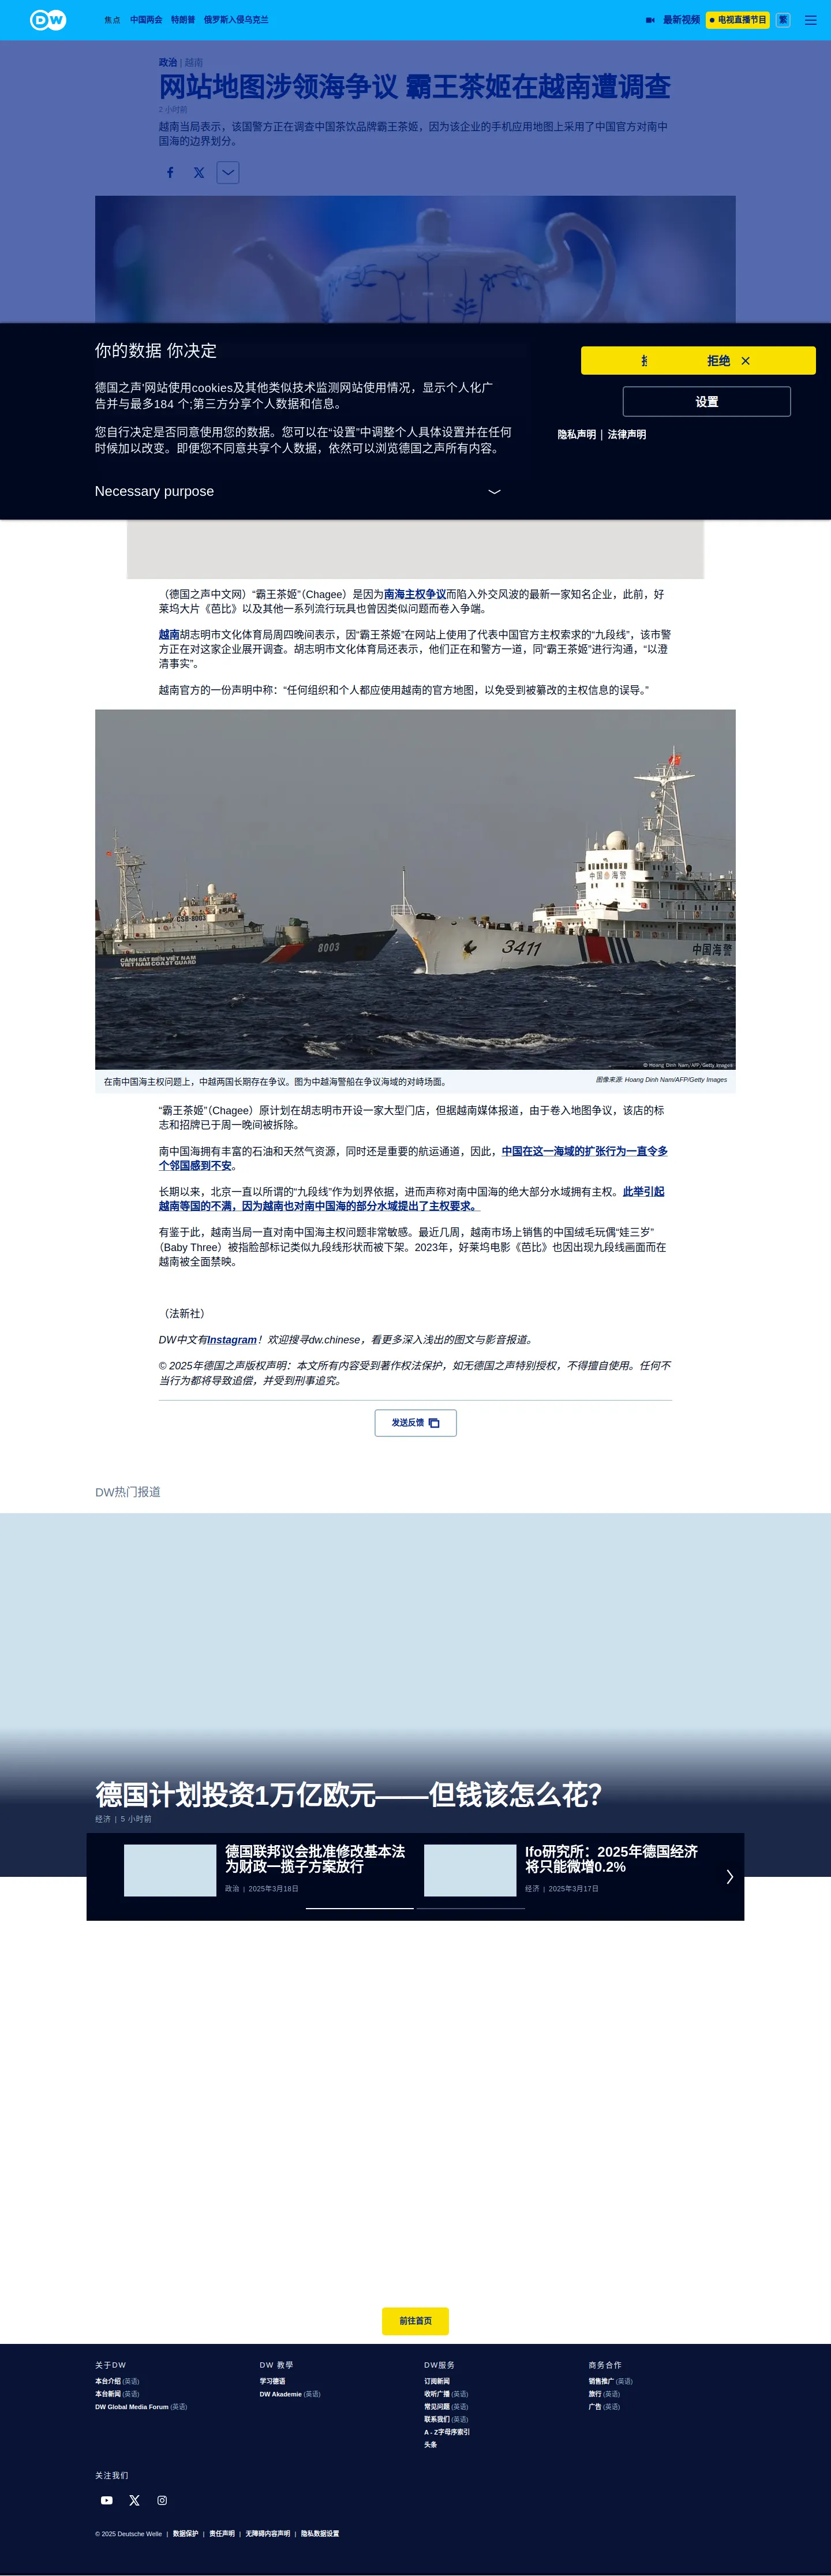 DW
焦点 中国两会 特朗普 俄罗斯入侵乌克兰
最新视频 电视直播节目 繁
政治 | 越南
网站地图涉领海争议 霸王茶姬在越南遭调查
2 小时前
越南当局表示，该国警方正在调查中国茶饮品牌霸王茶姬，因为该企业的手机应用地图上采用了中国官方对南中
国海的边界划分。
你的数据 你决定
拒绝
德国之声'网站使用cookies及其他类似技术监测网站使用情况，显示个人化广
告并与最多184 个;第三方分享个人数据和信息。
设置
您自行决定是否同意使用您的数据。您可以在“设置”中调整个人具体设置并在任何
时候加以改变。即便您不同意共享个人数据，依然可以浏览德国之声所有内容。
隐私声明 | 法律声明
Necessary purpose
（德国之声中文网）“霸王茶姬”（Chagee）是因为南海主权争议而陷入外交风波的最新一家知名企业，此前，好
莱坞大片《芭比》以及其他一系列流行玩具也曾因类似问题而卷入争端。
越南胡志明市文化体育局周四晚间表示，因“霸王茶姬”在网站上使用了代表中国官方主权索求的“九段线”，该市警
方正在对这家企业展开调查。胡志明市文化体育局还表示，他们正在和警方一道，同“霸王茶姬”进行沟通，“以澄
清事实”。
越南官方的一份声明中称：“任何组织和个人都应使用越南的官方地图，以免受到被篡改的主权信息的误导。”
CSB-8003
8003
CẢNH SÁT BIỂN VIỆT NAM
VIETNAM COAST GUARD
中国海警
3411
中国海警
© Hoang Dinh Nam/AFP/Getty Images
在南中国海主权问题上，中越两国长期存在争议。图为中越海警船在争议海域的对峙场面。
图像来源: Hoang Dinh Nam/AFP/Getty Images
“霸王茶姬”（Chagee）原计划在胡志明市开设一家大型门店，但据越南媒体报道，由于卷入地图争议，该店的标
志和招牌已于周一晚间被拆除。
南中国海拥有丰富的石油和天然气资源，同时还是重要的航运通道，因此，中国在这一海域的扩张行为一直令多
个邻国感到不安。
长期以来，北京一直以所谓的“九段线”作为划界依据，进而声称对南中国海的绝大部分水域拥有主权。此举引起
越南等国的不满，因为越南也对南中国海的部分水域提出了主权要求。
有鉴于此，越南当局一直对南中国海主权问题非常敏感。最近几周，越南市场上销售的中国绒毛玩偶“娃三岁”
（Baby Three）被指脸部标记类似九段线形状而被下架。2023年，好莱坞电影《芭比》也因出现九段线画面而在
越南被全面禁映。
（法新社）
DW中文有Instagram！欢迎搜寻dw.chinese，看更多深入浅出的图文与影音报道。
© 2025年德国之声版权声明：本文所有内容受到著作权法保护，如无德国之声特别授权，不得擅自使用。任何不
当行为都将导致追偿，并受到刑事追究。
发送反馈
DW热门报道
德国计划投资1万亿欧元——但钱该怎么花？
经济 | 5 小时前
德国联邦议会批准修改基本法
为财政一揽子方案放行
政治 | 2025年3月18日
Ifo研究所：2025年德国经济
将只能微增0.2%
经济 | 2025年3月17日
前往首页
关于DW
本台介绍 (英语)
本台新闻 (英语)
DW Global Media Forum (英语)
DW 教學
学习德语
DW Akademie (英语)
DW服务
订阅新闻
收听广播 (英语)
常见问题 (英语)
联系我们 (英语)
A - Z字母序索引
头条
商务合作
销售推广 (英语)
旅行 (英语)
广告 (英语)
关注我们
© 2025 Deutsche Welle | 数据保护 | 责任声明 | 无障碍内容声明 | 隐私数据设置